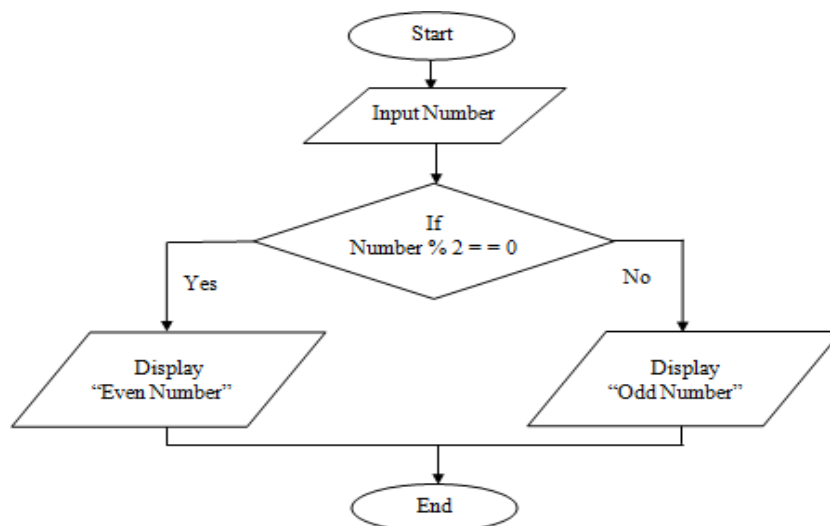 Start
Input Number
If
Number % 2 = = 0
Yes
No
Display
“Even Number”
Display
“Odd Number”
End